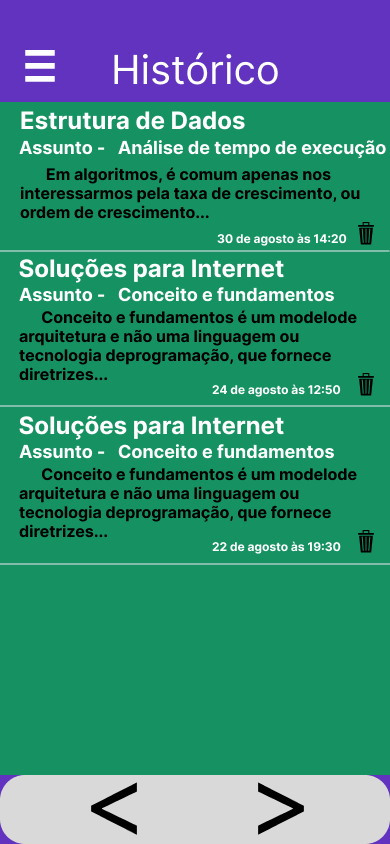 Histórico
Estrutura de Dados
Assunto - Análise de tempo de execução
Em algoritmos, é comum apenas nos
interessarmos pela taxa de crescimento, ou
ordem de crescimento...
30 de agosto às 14:20
Soluções para Internet
Assunto - Conceito e fundamentos
Conceito e fundamentos é um modelode
arquitetura e não uma linguagem ou
tecnologia deprogramação, que fornece
diretrizes...
24 de agosto às 12:50
Soluções para Internet
Assunto - Conceito e fundamentos
Conceito e fundamentos é um modelode
arquitetura e não uma linguagem ou
tecnologia deprogramação, que fornece
diretrizes...
22 de agosto às 19:30
< >